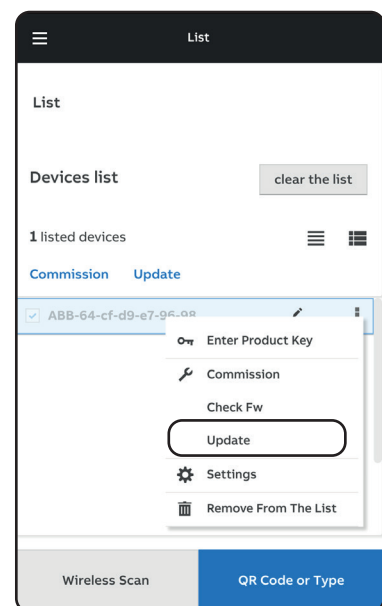 List
List
Devices list
clear the list
1 listed devices
Commission Update
ABB-64-cf-d9-e7-96-98
Enter Product Key
Commission
Check Fw
Update
Settings
Remove From The List
Wireless Scan
QR Code or Type